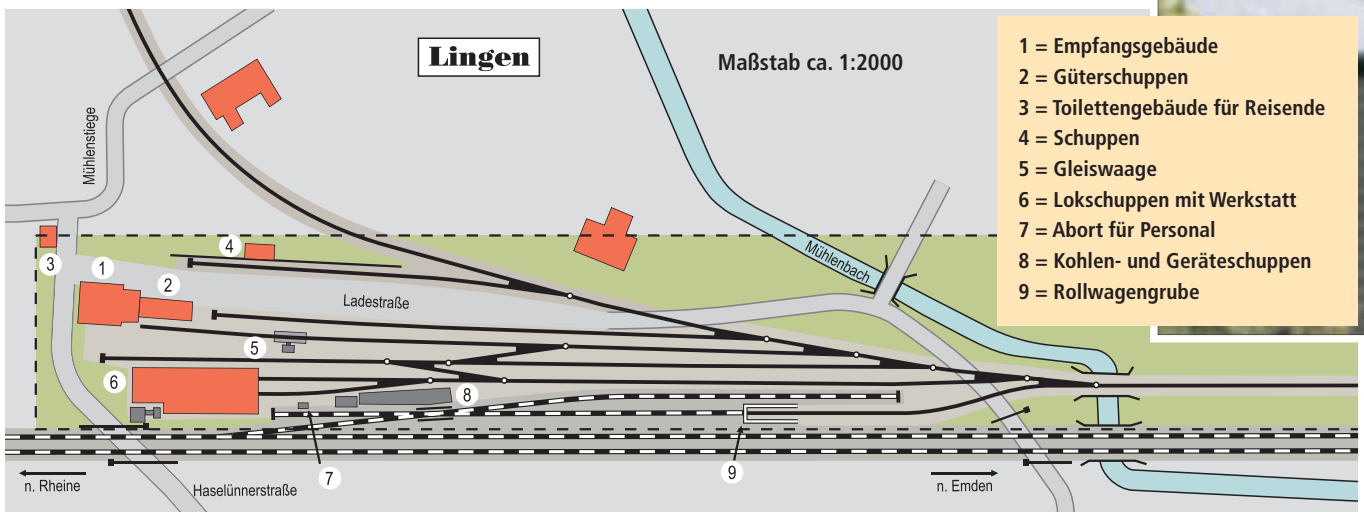 Lingen
Maßstab ca. 1:2000
1 = Empfangsgebäude
2 = Güterschuppen
3 = Toilettengebäude für Reisende
4 = Schuppen
5 = Gleiswaage
6 = Lokschuppen mit Werkstatt
7 = Abort für Personal
8 = Kohlen- und Geräteschuppen
9 = Rollwagengrube
Mühlenstiege
Mühlenbach
4
3
1
2
Ladestraße
5
6
8
7
9
n. Rheine
Haselünnerstraße
n. Emden